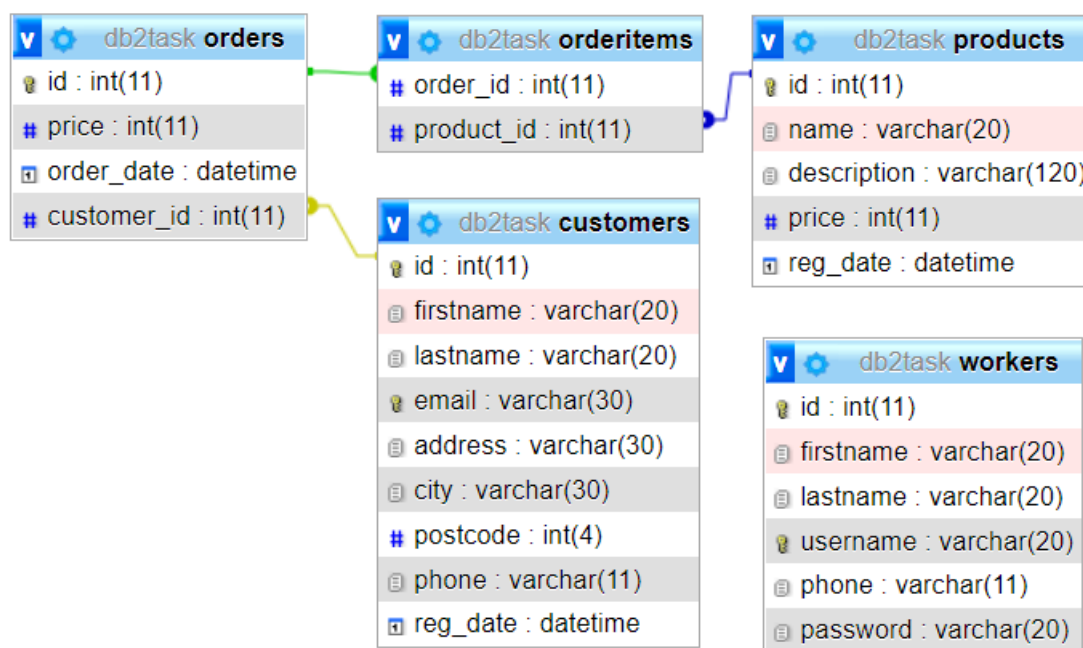 db2task orders
id : int(11)
price : int(11)
order_date : datetime
customer_id : int(11)
db2task orderitems
order_id : int(11)
product_id : int(11)
db2task products
id : int(11)
name : varchar(20)
description : varchar(120)
price : int(11)
reg_date : datetime
db2task customers
id : int(11)
firstname : varchar(20)
lastname : varchar(20)
email : varchar(30)
address : varchar(30)
city : varchar(30)
postcode : int(4)
phone : varchar(11)
reg_date : datetime
db2task workers
id : int(11)
firstname : varchar(20)
lastname : varchar(20)
username : varchar(20)
phone : varchar(11)
password : varchar(20)